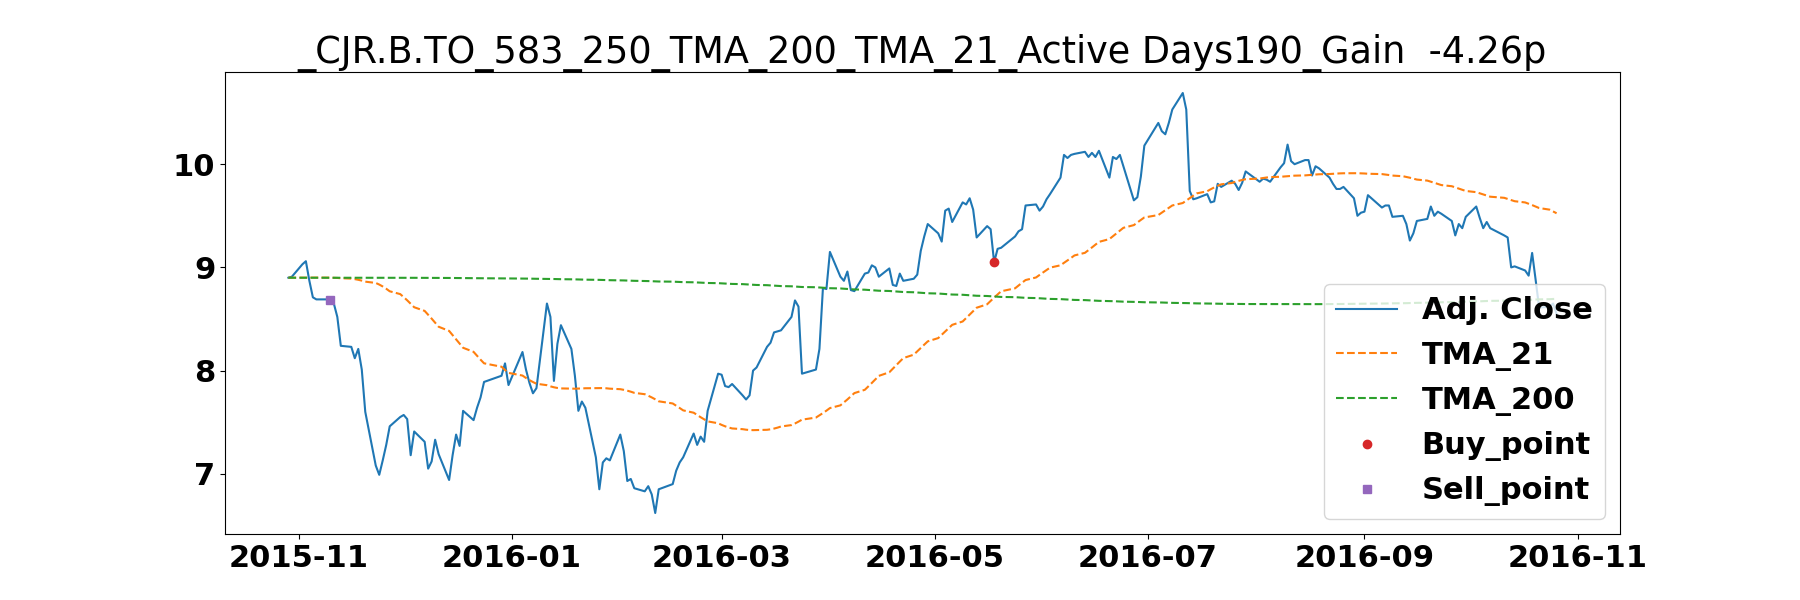 _CJR.B.TO_583_250_TMA_200_TMA_21_Active Days190_Gain  -4.26p
10
9
8
7
Adj. Close
TMA_21
TMA_200
Buy_point
Sell_point
2015-11 2016-01 2016-03 2016-05 2016-07 2016-09 2016-11